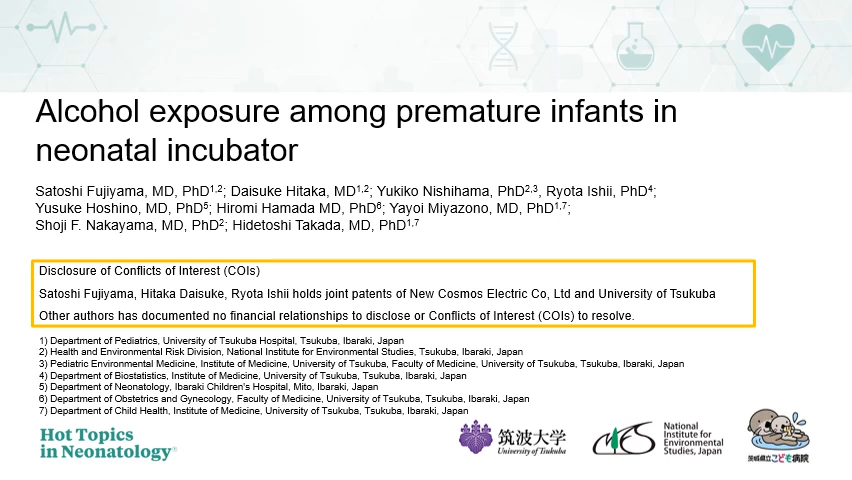 Alcohol exposure among premature infants in
neonatal incubator
Satoshi Fujiyama, MD, PhD1,2; Daisuke Hitaka, MD1,2; Yukiko Nishihama, PhD2,3, Ryota Ishii, PhD4;
Yusuke Hoshino, MD, PhD5; Hiromi Hamada MD, PhD6; Yayoi Miyazono, MD, PhD1,7;
Shoji F. Nakayama, MD, PhD2; Hidetoshi Takada, MD, PhD1,7
Disclosure of Conflicts of Interest (COIs)
Satoshi Fujiyama, Hitaka Daisuke, Ryota Ishii holds joint patents of New Cosmos Electric Co, Ltd and University of Tsukuba
Other authors has documented no financial relationships to disclose or Conflicts of Interest (COIs) to resolve.
1) Department of Pediatrics, University of Tsukuba Hospital, Tsukuba, Ibaraki, Japan
2) Health and Environmental Risk Division, National Institute for Environmental Studies, Tsukuba, Ibaraki, Japan
3) Pediatric Environmental Medicine, Institute of Medicine, University of Tsukuba, Faculty of Medicine, University of Tsukuba, Tsukuba, Ibaraki, Japan
4) Department of Biostatistics, Institute of Medicine, University of Tsukuba, Tsukuba, Ibaraki, Japan
5) Department of Neonatology, Ibaraki Children's Hospital, Mito, Ibaraki, Japan
6) Department of Obstetrics and Gynecology, Faculty of Medicine, University of Tsukuba, Tsukuba, Ibaraki, Japan
7) Department of Child Health, Institute of Medicine, University of Tsukuba, Tsukuba, Ibaraki, Japan
Hot Topics
in Neonatology®
筑波大学
University of Tsukuba
NIES
National
Institute for
Environmental
Studies, Japan
茨城県立こども病院